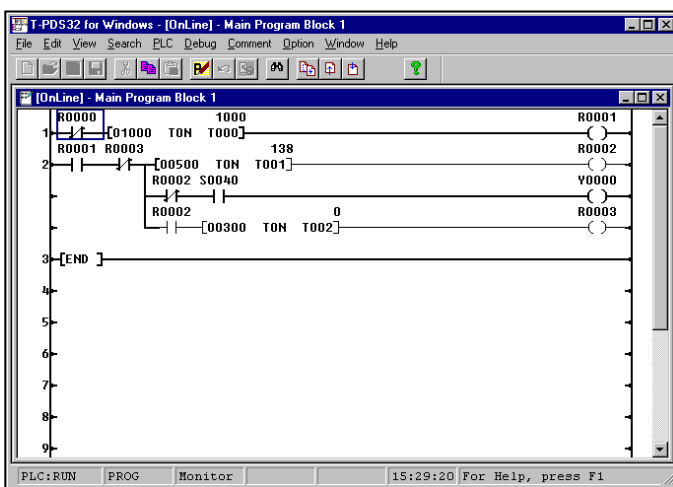 T-PDS32 for Windows - [OnLine] - Main Program Block 1
File Edit View Search PLC Debug Comment Option Window Help
[OnLine] - Main Program Block 1
R0000 1000 R0001
1 [01000 TON T000] ( )
R0001 R0003 138 R0002
2 [00500 TON T001] ( )
R0002 S0040 Y0000
( )
R0002 0 R0003
[00300 TON T002] ( )
3 [END ]
4
5
6
7
8
9
PLC:RUN PROG Monitor 15:29:20 For Help, press F1